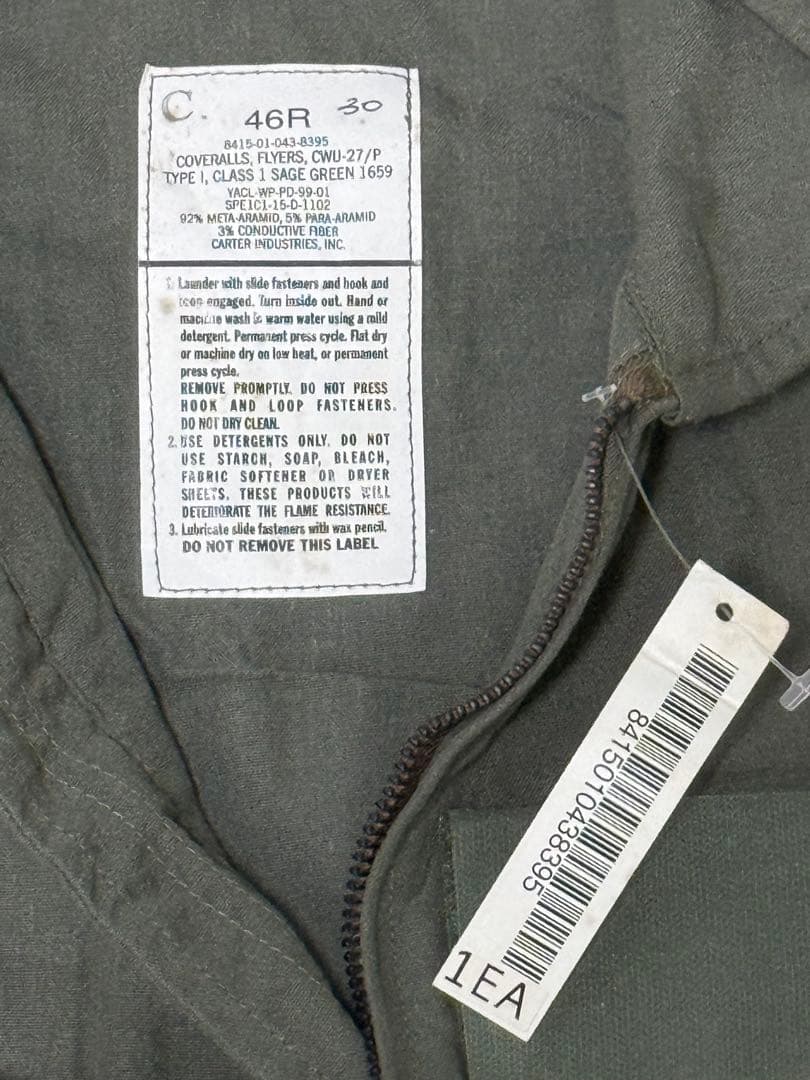 C. 46R 30
8415-01-043-8395
COVERALLS, FLYERS, CWU-27/P
TYPE I, CLASS 1 SAGE GREEN 1659
YACL-WP-PD-99-01
SPE1C1-15-D-1102
92% META-ARAMID, 5% PARA-ARAMID
3% CONDUCTIVE FIBER
CARTER INDUSTRIES, INC.
1. Launder with slide fasteners and hook and
engaged. Turn inside out. Hand or
machine wash in warm water using a mild
detergent. Permanent press cycle. Flat dry
or machine dry on low heat, or permanent
press cycle.
REMOVE PROMPTLY. DO NOT PRESS
HOOK AND LOOP FASTENERS.
DO NOT DRY CLEAN.
2. USE DETERGENTS ONLY. DO NOT
USE STARCH, SOAP, BLEACH,
FABRIC SOFTENER OR DRYER
SHEETS. THESE PRODUCTS WILL
DETERIORATE THE FLAME RESISTANCE.
3. Lubricate slide fasteners with wax pencil.
DO NOT REMOVE THIS LABEL
8415010438395
1EA